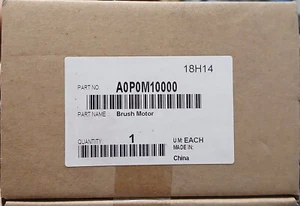 18H14
PART NO: A0P0M10000
PART NAME: Brush Motor
QUANTITY: 1 U/M: EACH
MADE IN:
China